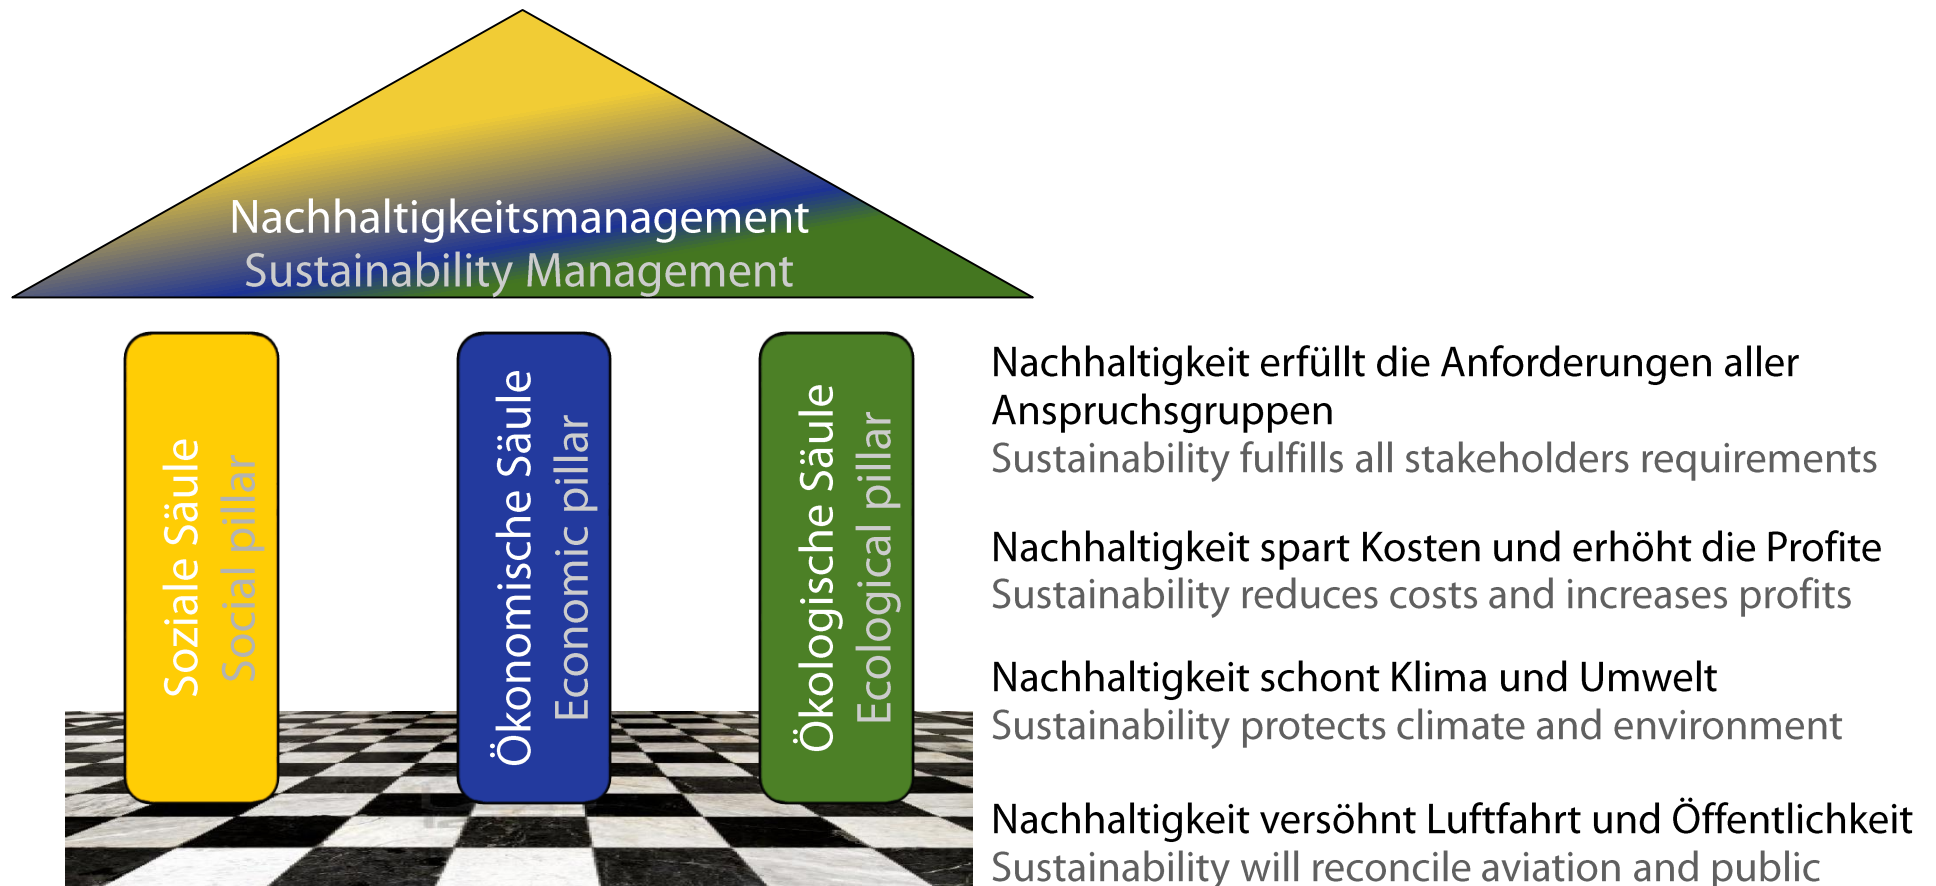 Nachhaltigkeitsmanagement
Sustainability Management
Soziale Säule
Social pillar
Ökonomische Säule
Economic pillar
Ökologische Säule
Ecological pillar
Nachhaltigkeit erfüllt die Anforderungen aller
Anspruchsgruppen
Sustainability fulfills all stakeholders requirements
Nachhaltigkeit spart Kosten und erhöht die Profite
Sustainability reduces costs and increases profits
Nachhaltigkeit schont Klima und Umwelt
Sustainability protects climate and environment
Nachhaltigkeit versöhnt Luftfahrt und Öffentlichkeit
Sustainability will reconcile aviation and public